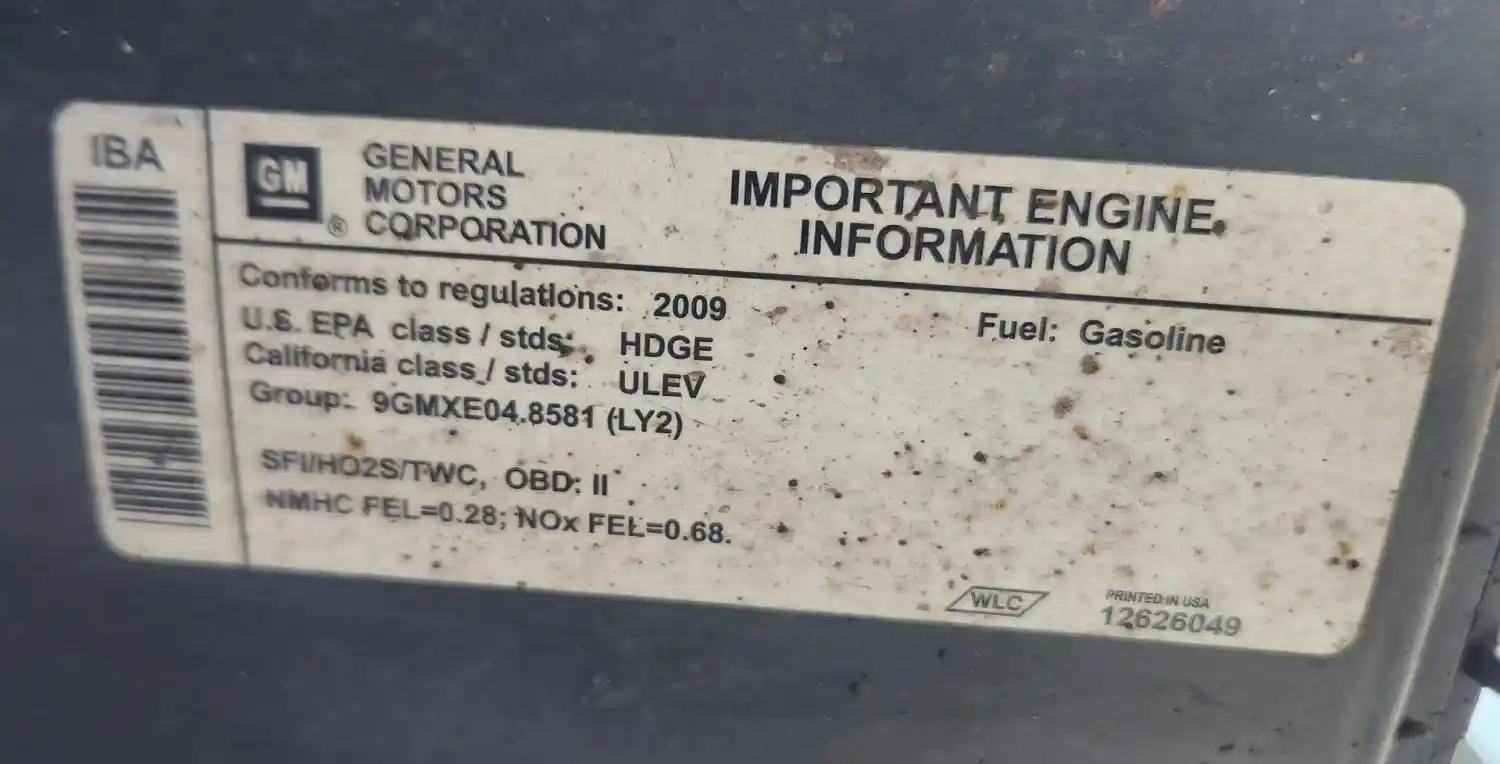 IBA
GM
®
GENERAL
MOTORS
CORPORATION
IMPORTANT ENGINE
INFORMATION
Conforms to regulations: 2009
Fuel: Gasoline
U.S. EPA class / stds: HDGE
California class / stds: ULEV
Group: 9GMXE04.8581 (LY2)
SFI/HO2S/TWC, OBD: II
NMHC FEL=0.28; NOx FEL=0.68.
WLC
PRINTED IN USA
12626049